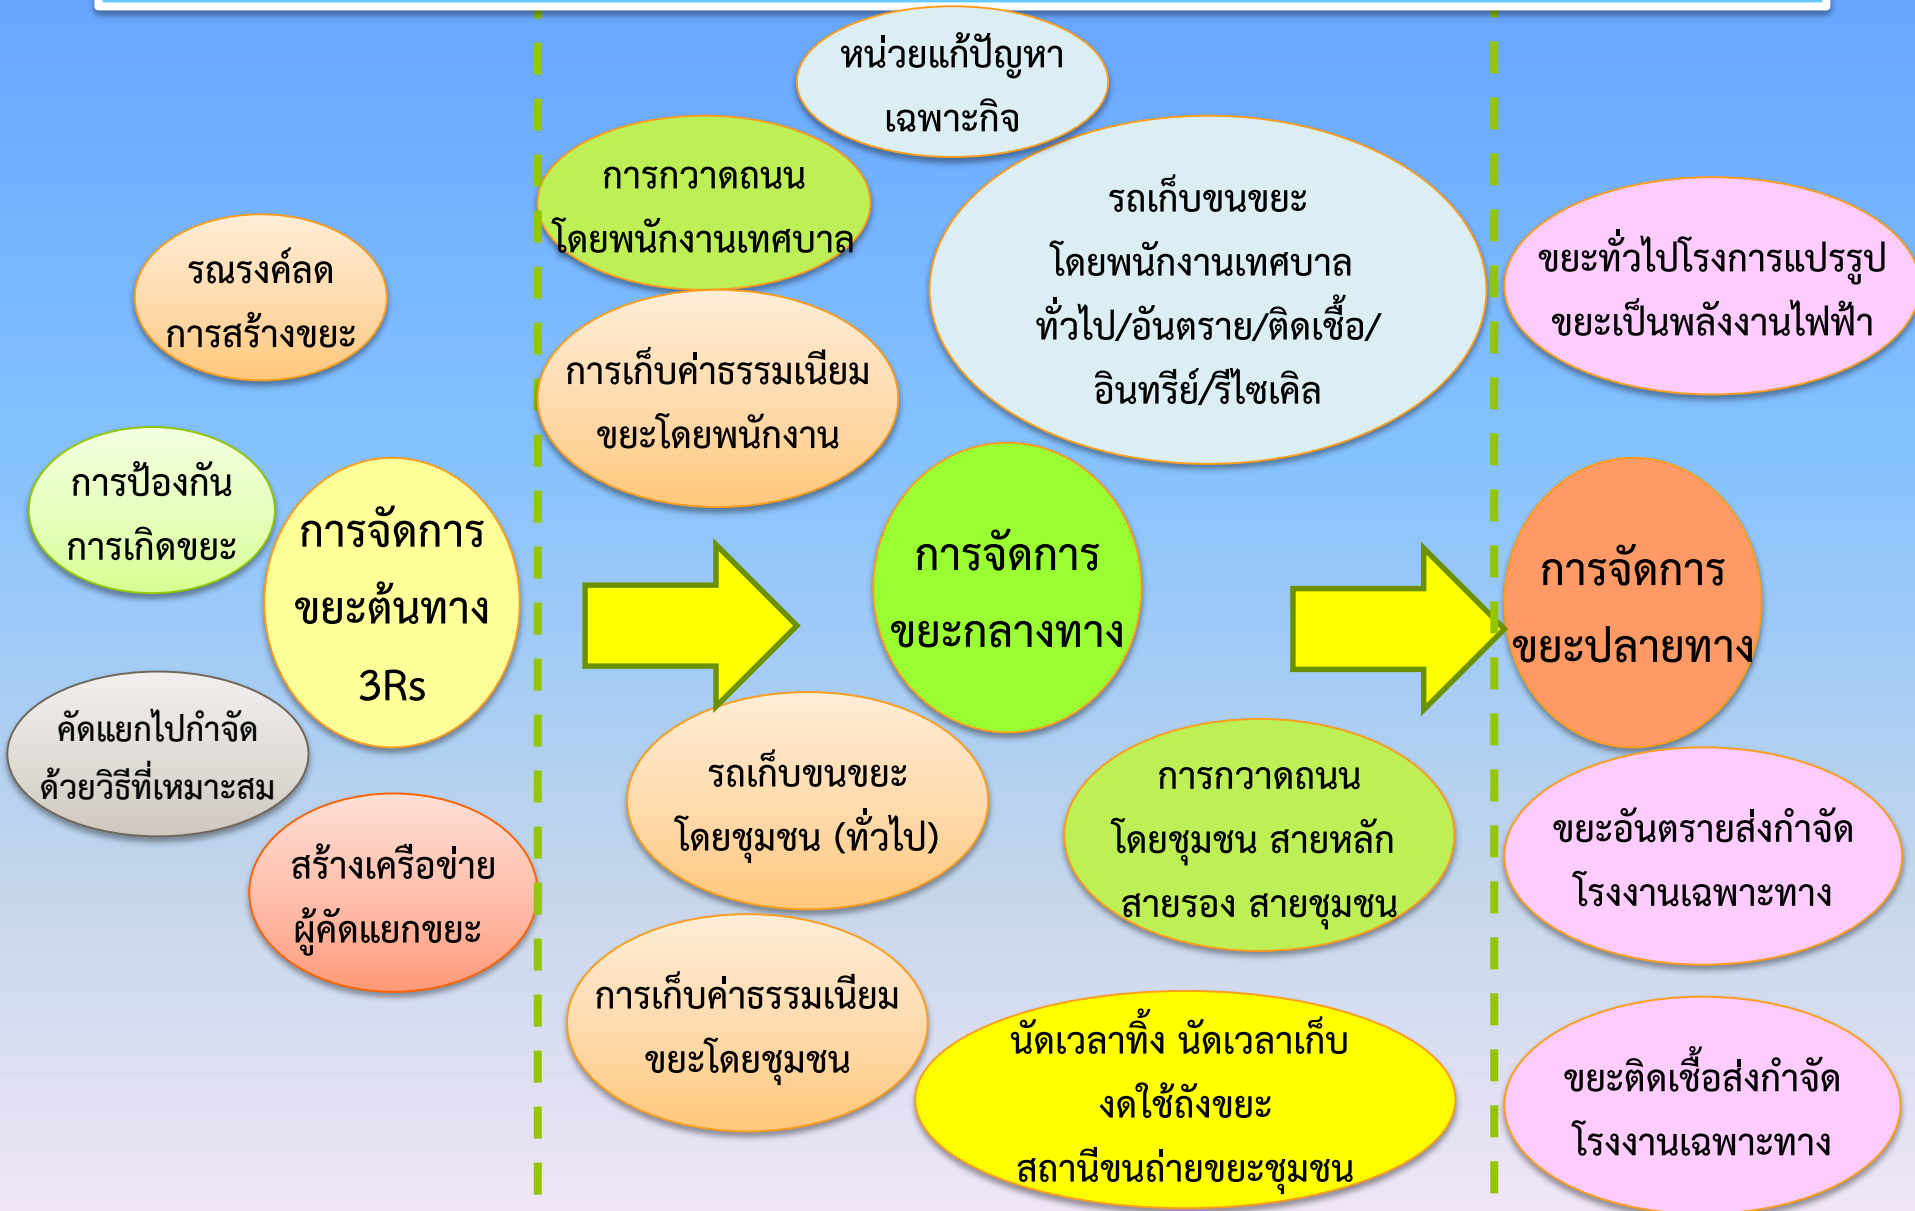 รณรงค์ลด
การสร้างขยะ
การป้องกัน
การเกิดขยะ
การจัดการ
ขยะต้นทาง
3Rs
คัดแยกไปกำจัด
ด้วยวิธีที่เหมาะสม
สร้างเครือข่าย
ผู้คัดแยกขยะ
หน่วยแก้ปัญหา
เฉพาะกิจ
การกวาดถนน
โดยพนักงานเทศบาล
รถเก็บขนขยะ
โดยพนักงานเทศบาล
ทั่วไป/อันตราย/ติดเชื้อ/
อินทรีย์/รีไซเคิล
การเก็บค่าธรรมเนียม
ขยะโดยพนักงาน
การจัดการ
ขยะกลางทาง
รถเก็บขนขยะ
โดยชุมชน (ทั่วไป)
การกวาดถนน
โดยชุมชน สายหลัก
สายรอง สายชุมชน
การเก็บค่าธรรมเนียม
ขยะโดยชุมชน
นัดเวลาทิ้ง นัดเวลาเก็บ
งดใช้ถังขยะ
สถานีขนถ่ายขยะชุมชน
ขยะทั่วไปโรงการแปรรูป
ขยะเป็นพลังงานไฟฟ้า
การจัดการ
ขยะปลายทาง
ขยะอันตรายส่งกำจัด
โรงงานเฉพาะทาง
ขยะติดเชื้อส่งกำจัด
โรงงานเฉพาะทาง